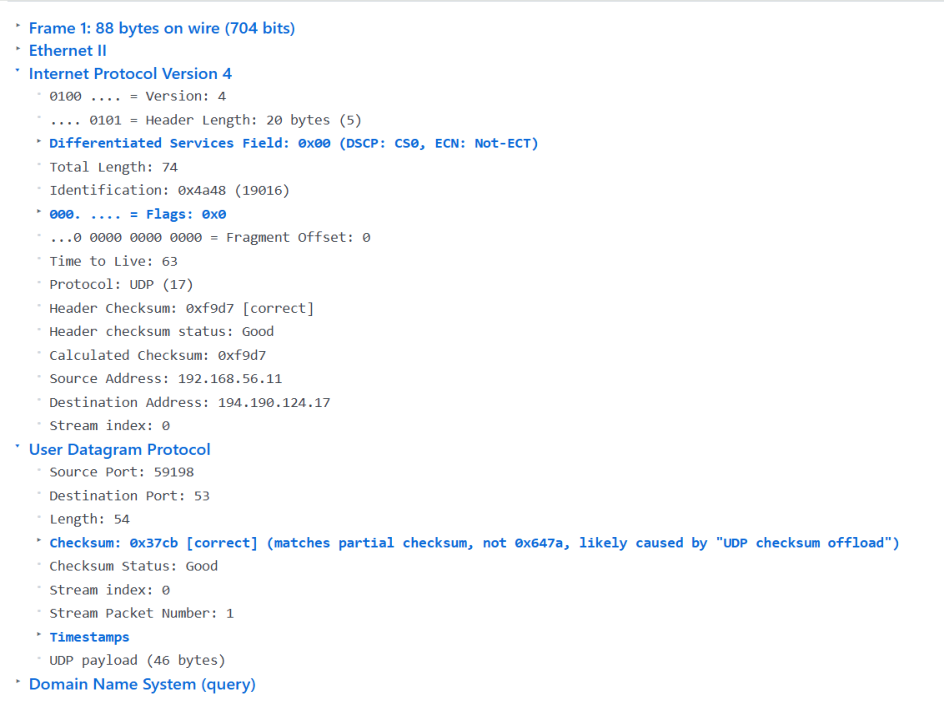 Frame 1: 88 bytes on wire (704 bits)
Ethernet II
Internet Protocol Version 4
0100 .... = Version: 4
.... 0101 = Header Length: 20 bytes (5)
Differentiated Services Field: 0x00 (DSCP: CS0, ECN: Not-ECT)
Total Length: 74
Identification: 0x4a48 (19016)
000. .... = Flags: 0x0
...0 0000 0000 0000 = Fragment Offset: 0
Time to Live: 63
Protocol: UDP (17)
Header Checksum: 0xf9d7 [correct]
Header checksum status: Good
Calculated Checksum: 0xf9d7
Source Address: 192.168.56.11
Destination Address: 194.190.124.17
Stream index: 0
User Datagram Protocol
Source Port: 59198
Destination Port: 53
Length: 54
Checksum: 0x37cb [correct] (matches partial checksum, not 0x647a, likely caused by "UDP checksum offload")
Checksum Status: Good
Stream index: 0
Stream Packet Number: 1
Timestamps
UDP payload (46 bytes)
Domain Name System (query)